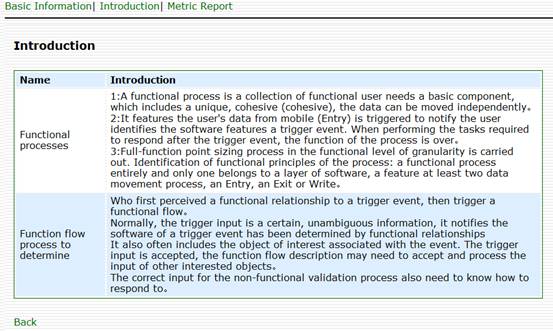 Basic Information| Introduction| Metric Report
Introduction
Name Introduction
Functional processes
1:A functional process is a collection of functional user needs a basic component,
which includes a unique, cohesive (cohesive), the data can be moved independently。
2:It features the user's data from mobile (Entry) is triggered to notify the user
identifies the software features a trigger event. When performing the tasks required
to respond after the trigger event, the function of the process is over。
3:Full-function point sizing process in the functional level of granularity is carried
out. Identification of functional principles of the process: a functional process
entirely and only one belongs to a layer of software, a feature at least two data
movement process, an Entry, an Exit or Write。
Function flow
process to
determine
Who first perceived a functional relationship to a trigger event, then trigger a
functional flow。
Normally, the trigger input is a certain, unambiguous information, it notifies the
software of a trigger event has been determined by functional relationships
It also often includes the object of interest associated with the event. The trigger
input is accepted, the function flow description may need to accept and process the
input of other interested objects。
The correct input for the non-functional validation process also need to know how to
respond to。
Back